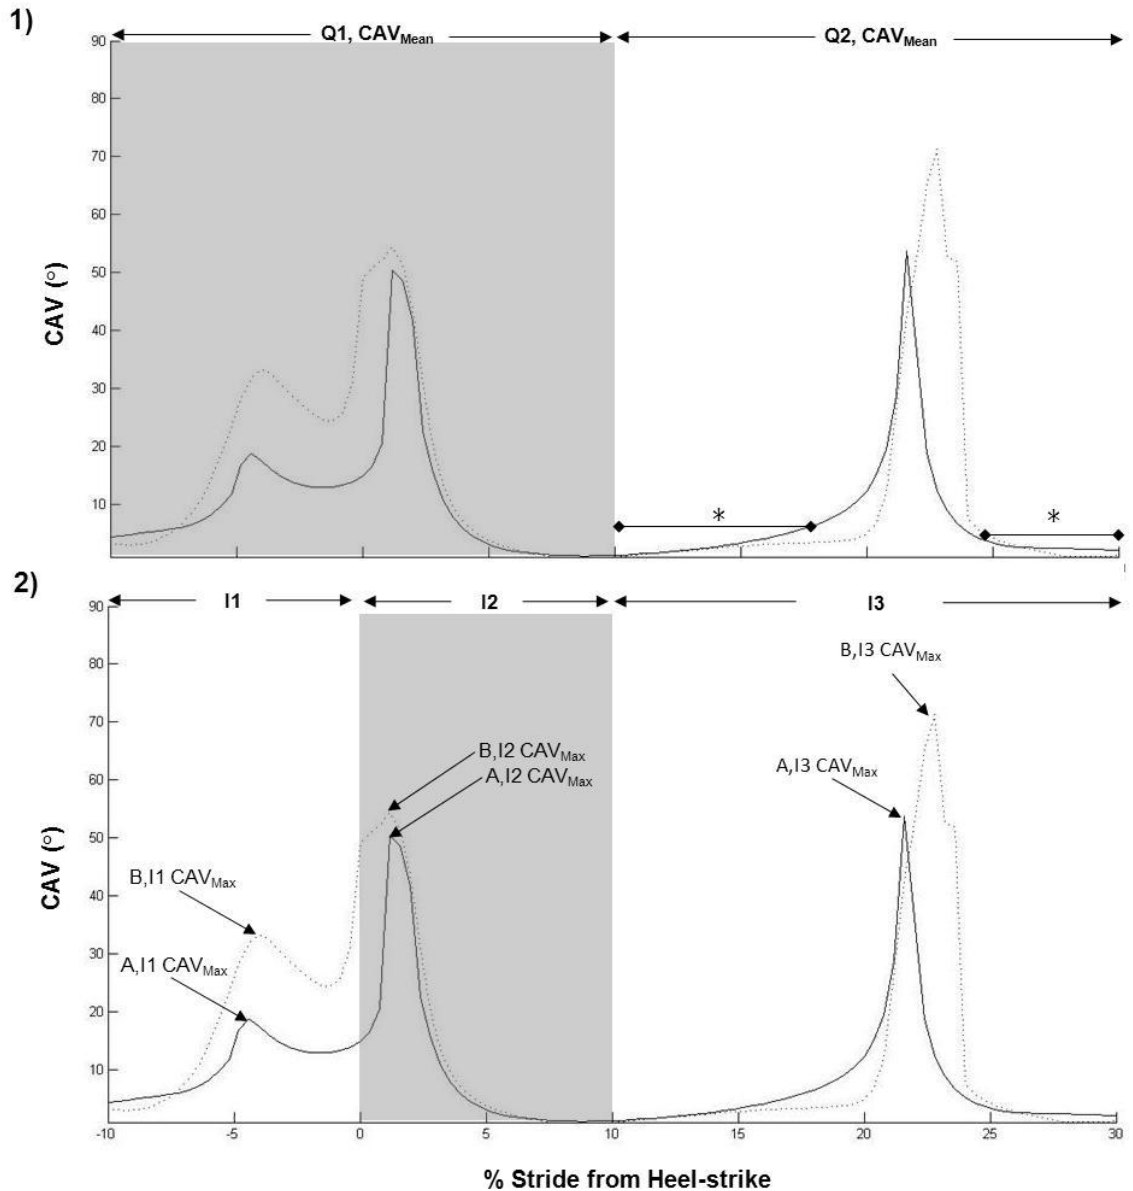 1)
Q1, CAVMean
Q2, CAVMean
90
80
70
60
50
40
30
20
10
CAV (°)
*
*
2)
I1
I2
I3
90
80
70
60
50
40
30
20
10
CAV (°)
B,I3 CAVMax
B,I2 CAVMax
A,I2 CAVMax
A,I3 CAVMax
B,I1 CAVMax
A,I1 CAVMax
-10 -5 0 5 10 15 20 25 30
% Stride from Heel-strike